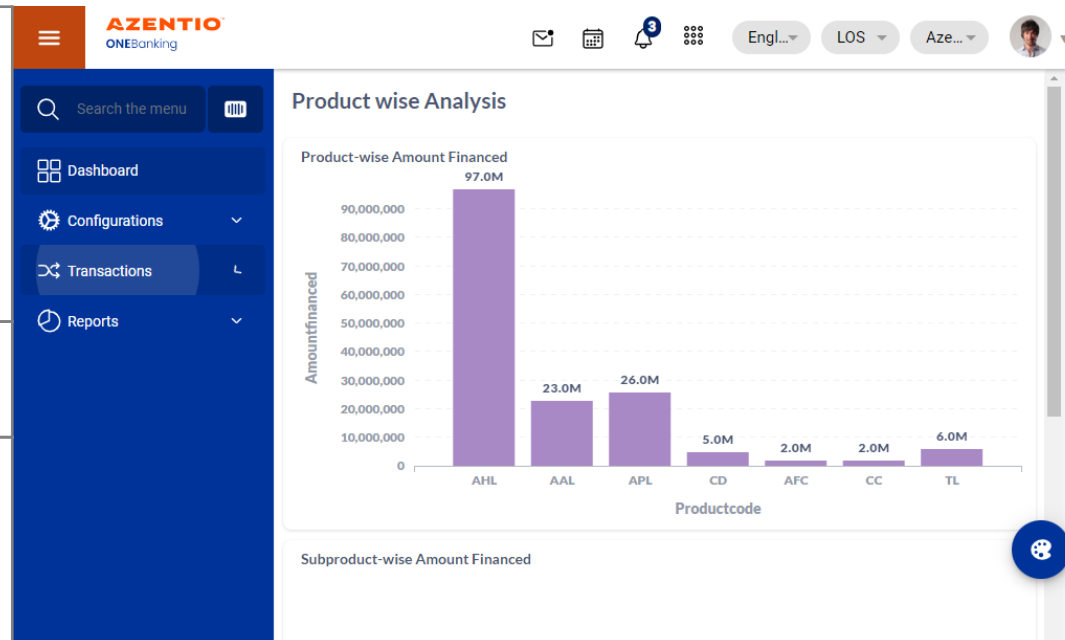 AZENTIO
ONEBanking
3
Engl...
LOS
Aze...
Search the menu
Dashboard
Configurations
Transactions
Reports
Product wise Analysis
Product-wise Amount Financed
97.0M
90,000,000
80,000,000
70,000,000
60,000,000
50,000,000
40,000,000
30,000,000
20,000,000
10,000,000
0
Amountfinanced
23.0M
26.0M
5.0M
2.0M
2.0M
6.0M
AHL
AAL
APL
CD
AFC
CC
TL
Productcode
Subproduct-wise Amount Financed